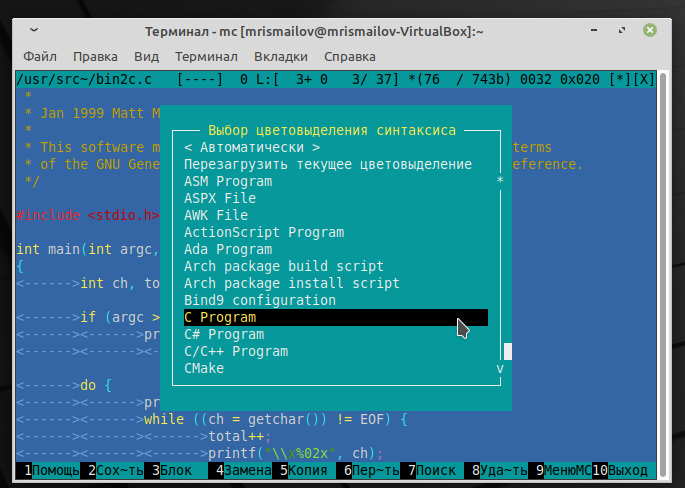 Терминал - mc [mrismailov@mrismailov-VirtualBox]:~
Файл Правка Вид Терминал Вкладки Справка
/usr/src~/bin2c.c [----] 0 L:[ 3+ 0 3/ 37] *(76 / 743b) 0032 0x020 [*][X]
*
* Jan 1999 Matt M
*
* This software m terms
* of the GNU Gene eference.
*/
#include <stdio.h>
int main(int argc,
{
<------>int ch, to
<------>if (argc >
<------><------>pr
<------><------><-
<------>do {
<------><------>pr
<------><------>while ((ch = getchar()) != EOF) {
<------><------><------>total++;
<------><------><------>printf("\\x%02x", ch);
Выбор цветовыделения синтаксиса
< Автоматически >
Перезагрузить текущее цветовыделение
ASM Program
ASPX File
AWK File
ActionScript Program
Ada Program
Arch package build script
Arch package install script
Bind9 configuration
C Program
C# Program
C/C++ Program
CMake
1Помощь 2Сох~ть 3Блок 4Замена 5Копия 6Пер~ть 7Поиск 8Уда~ть 9МенюМС 10Выход